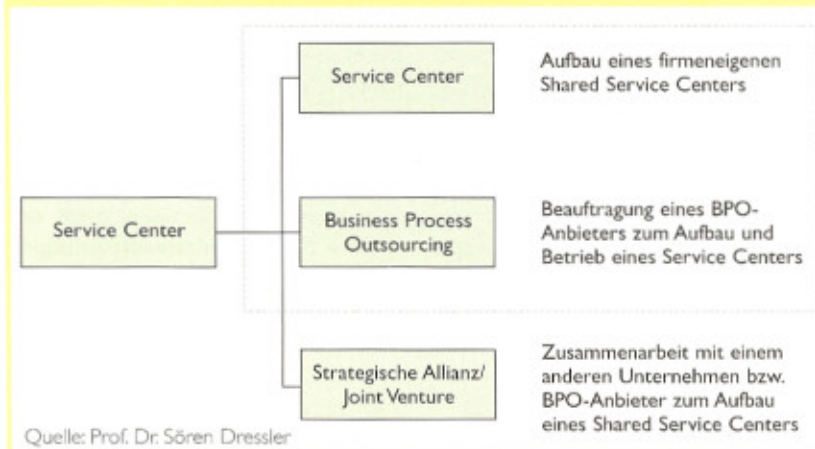 Service Center
Aufbau eines firmeneigenen
Shared Service Centers
Service Center
Business Process
Outsourcing
Beauftragung eines BPO-
Anbieters zum Aufbau und
Betrieb eines Service Centers
Strategische Allianz/
Joint Venture
Zusammenarbeit mit einem
anderen Unternehmen bzw.
BPO-Anbieter zum Aufbau
eines Shared Service Centers
Quelle: Prof. Dr. Sören Dressler